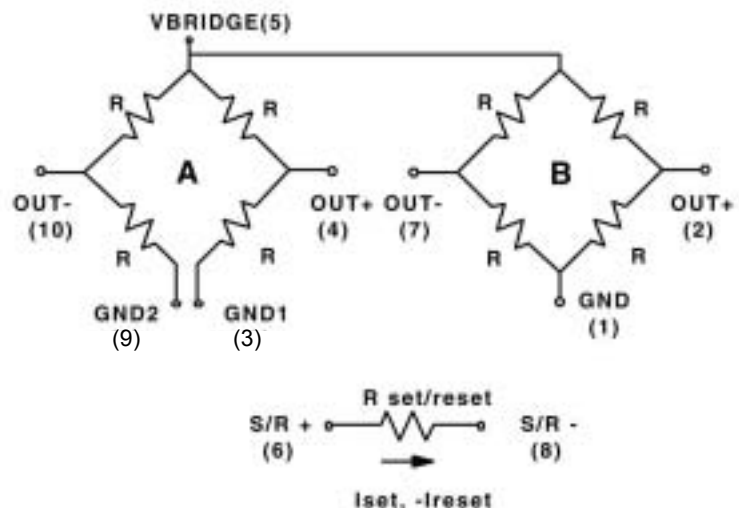 VBRIDGE(5)
R
R
R
R
A
B
OUT-
(10)
OUT+
(4)
OUT-
(7)
OUT+
(2)
R
R
R
R
GND2
(9)
GND1
(3)
GND
(1)
R set/reset
S/R +
(6)
S/R -
(8)
Iset, -Ireset